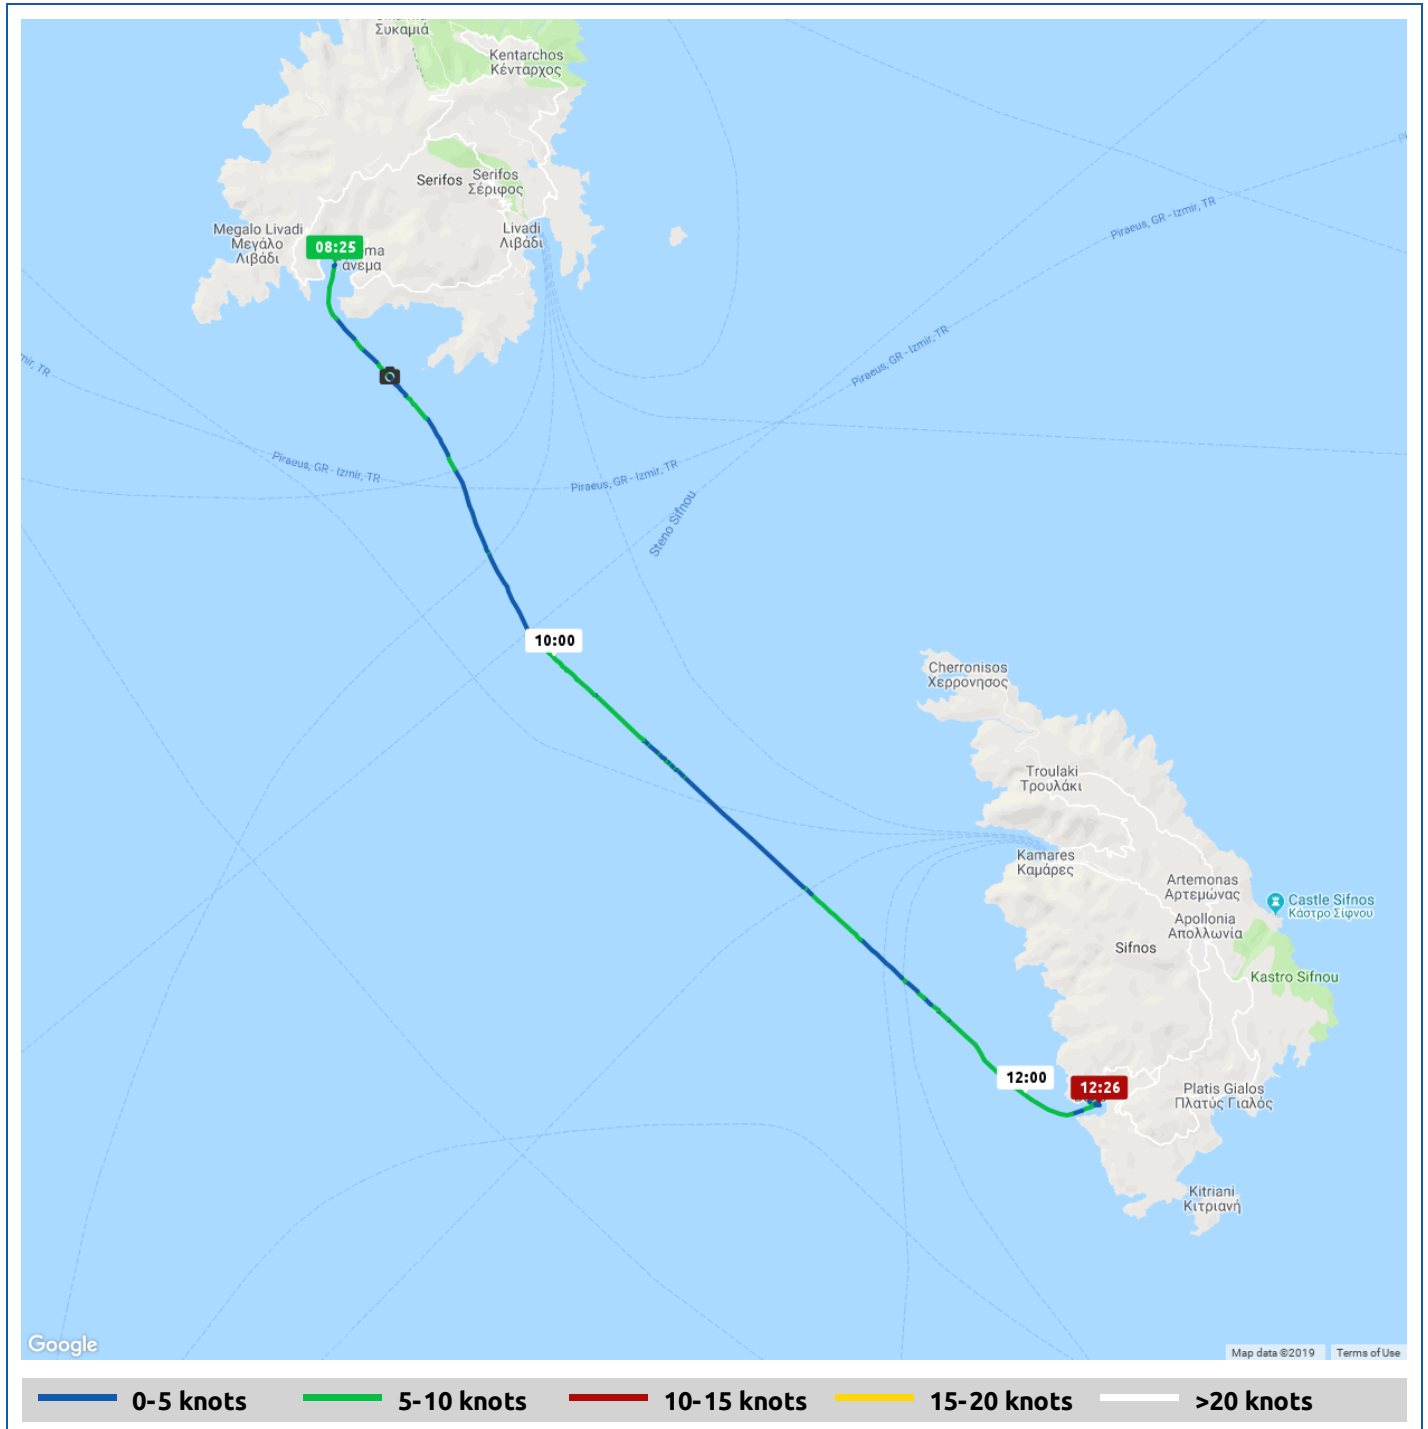 Συκαμιά
Kentarchos
Κένταρχος
Serifos
Serifos
Σέριφος
Megalo Livadi
Μεγάλο
Λιβάδι
Livadi
Λιβάδι
08:25
ma
άνεμα
Piraeus, GR - Izmir, TR
Piraeus, GR - Izmir, TR
mir, TR
Piraeus, GR - Izmir, TR
Piraeus, GR - Izmir, TR
Steno Sifnou
10:00
Cherronisos
Χερρονησος
Troulaki
Τρουλάκι
Kamares
Καμάρες
Artemonas
Αρτεμώνας
Castle Sifnos
Κάστρο Σίφνου
Apollonia
Απολλωνία
Sifnos
Kastro Sifnou
12:00
12:26
Platis Gialos
Πλατύς Γιαλός
Kitriani
Κιτριανή
Google
Map data ©2019
Terms of Use
0-5 knots
5-10 knots
10-15 knots
15-20 knots
>20 knots